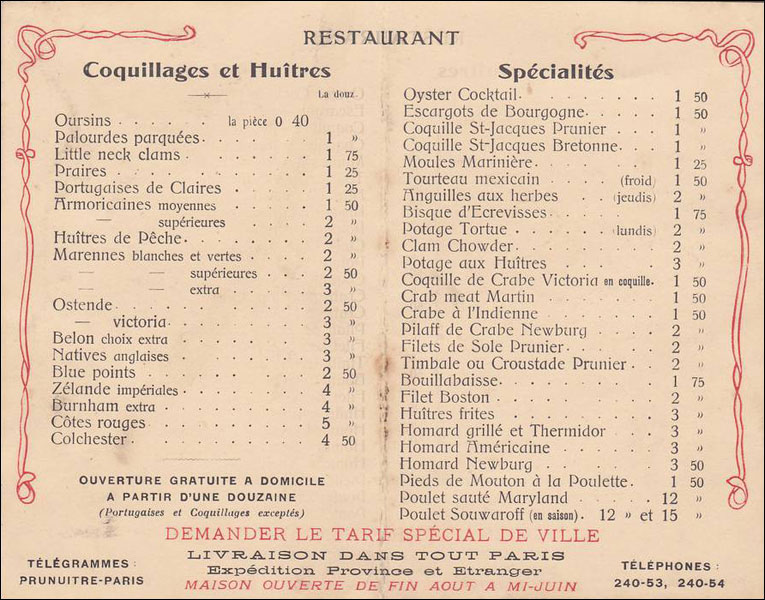 RESTAURANT
Coquillages et Huîtres
La douz.
Oursins . . . . . la pièce 0 40
Palourdes parquées . . . . . . 1 »
Little neck clams . . . . . . . 1 75
Praires . . . . . . . . . . . 1 25
Portugaises de Claires . . . . . 1 25
Armoricaines moyennes . . . . . 1 50
— supérieures . . . . 2 »
Huîtres de Pêche . . . . . . . 2 »
Marennes blanches et vertes . . . . 2 »
— — supérieures . . 2 50
— — extra . . . . 3 »
Ostende . . . . . . . . . . . 2 50
— victoria . . . . . . . . 3 »
Belon choix extra . . . . . . . . 3 »
Natives anglaises . . . . . . . . 3 »
Blue points . . . . . . . . . . 2 50
Zélande impériales . . . . . . . 4 »
Burnham extra . . . . . . . . . 4 »
Côtes rouges . . . . . . . . . 5 »
Colchester . . . . . . . . . . 4 50
OUVERTURE GRATUITE A DOMICILE
A PARTIR D'UNE DOUZAINE
(Portugaises et Coquillages exceptés)
Spécialités
Oyster Cocktail . . . . . . . . 1 50
Escargots de Bourgogne . . . . . 1 50
Coquille St-Jacques Prunier . . . 1 »
Coquille St-Jacques Bretonne . . . 1 »
Moules Marinière . . . . . . . 1 25
Tourteau mexicain . . . . (froid) 1 50
Anguilles aux herbes . . (jeudis) 2 »
Bisque d'Ecrevisses . . . . . . . 1 75
Potage Tortue . . . . (lundis) 2 »
Clam Chowder . . . . . . . . . 2 »
Potage aux Huîtres . . . . . . 3 »
Coquille de Crabe Victoria en coquille. 1 50
Crab meat Martin . . . . . . . 1 50
Crabe à l'Indienne . . . . . . . 1 50
Pilaff de Crabe Newburg . . . . . 2 »
Filets de Sole Prunier . . . . . . 2 »
Timbale ou Croustade Prunier . . 2 »
Bouillabaisse . . . . . . . . . 1 75
Filet Boston . . . . . . . . . 2 »
Huîtres frites . . . . . . . . 3 »
Homard grillé et Thermidor . . . 3 »
Homard Américaine . . . . . . 3 »
Homard Newburg . . . . . . . 3 50
Pieds de Mouton à la Poulette . . . 1 50
Poulet sauté Maryland . . . . 12 »
Poulet Souwaroff (en saison). 12 » et 15 »
DEMANDER LE TARIF SPÉCIAL DE VILLE
LIVRAISON DANS TOUT PARIS
Expédition Province et Etranger
MAISON OUVERTE DE FIN AOUT A MI-JUIN
TÉLÉGRAMMES :
PRUNUITRE-PARIS
TÉLÉPHONES :
240-53, 240-54